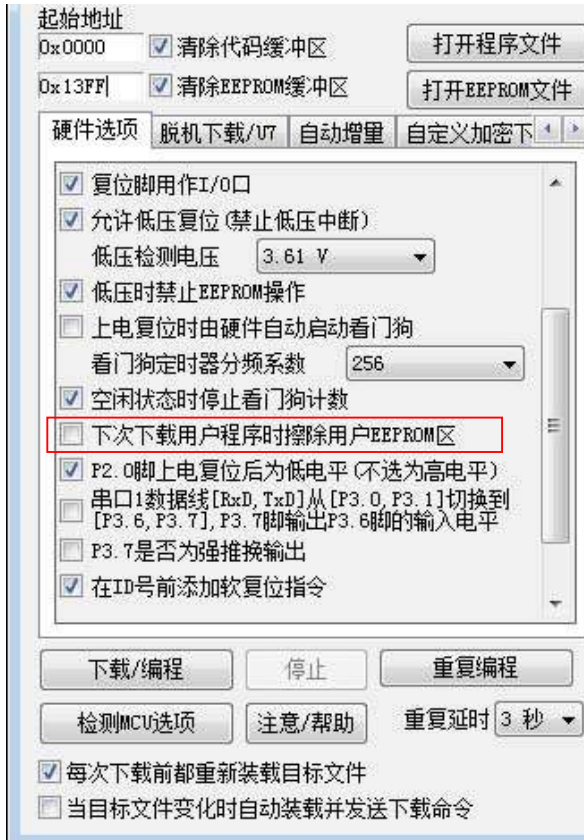 起始地址
0x0000 清除代码缓冲区 打开程序文件
0x13FF 清除EEPROM缓冲区 打开EEPROM文件
硬件选项 脱机下载/U7 自动增量 自定义加密下
复位脚用作I/O口
允许低压复位(禁止低压中断)
低压检测电压 3.61 V
低压时禁止EEPROM操作
上电复位时由硬件自动启动看门狗
看门狗定时器分频系数 256
空闲状态时停止看门狗计数
下次下载用户程序时擦除用户EEPROM区
P2.0脚上电复位后为低电平(不选为高电平)
串口1数据线[RxD,TxD]从[P3.0,P3.1]切换到
[P3.6,P3.7],P3.7脚输出P3.6脚的输入电平
P3.7是否为强推挽输出
在ID号前添加软复位指令
下载/编程 停止 重复编程
检测MCU选项 注意/帮助 重复延时 3 秒
每次下载前都重新装载目标文件
当目标文件变化时自动装载并发送下载命令